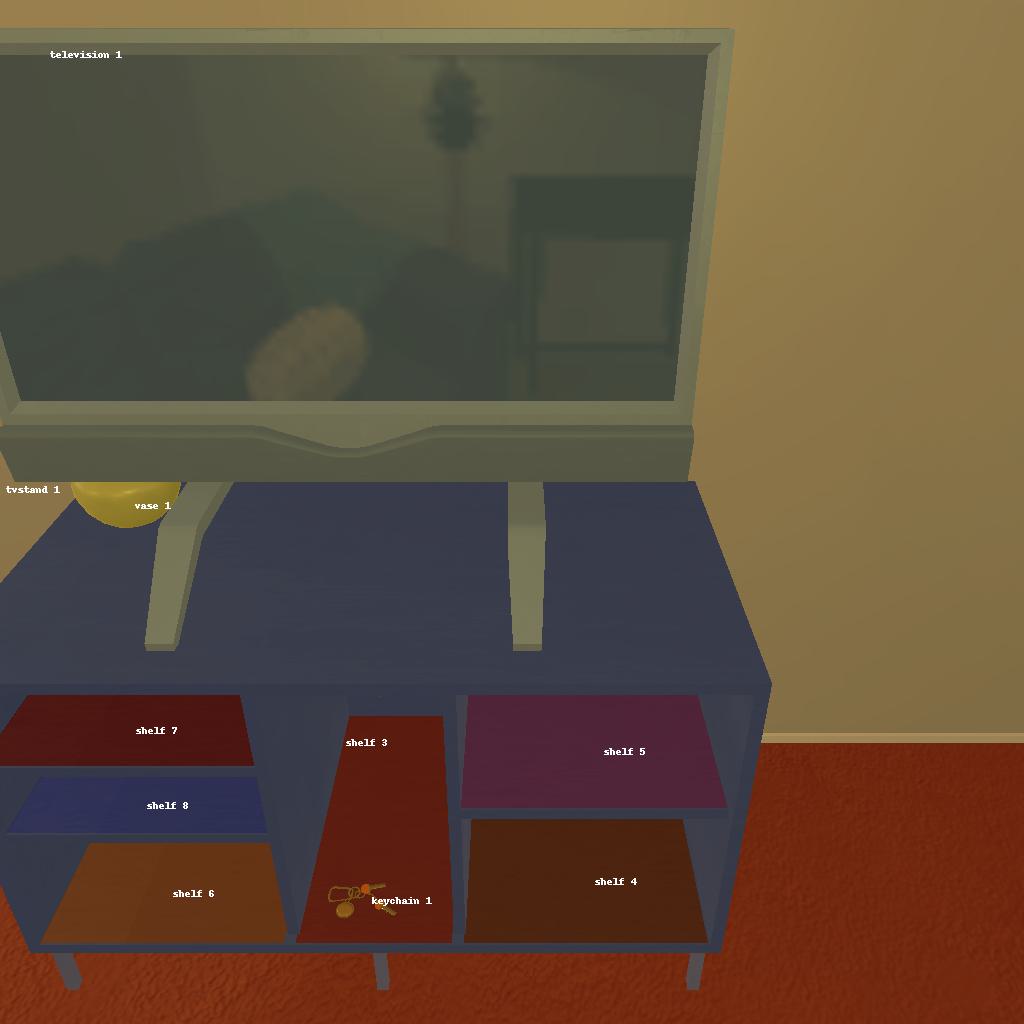 television 1
tvstand 1
vase 1
shelf 7
shelf 3
shelf 5
shelf 8
shelf 4
shelf 6
keychain 1